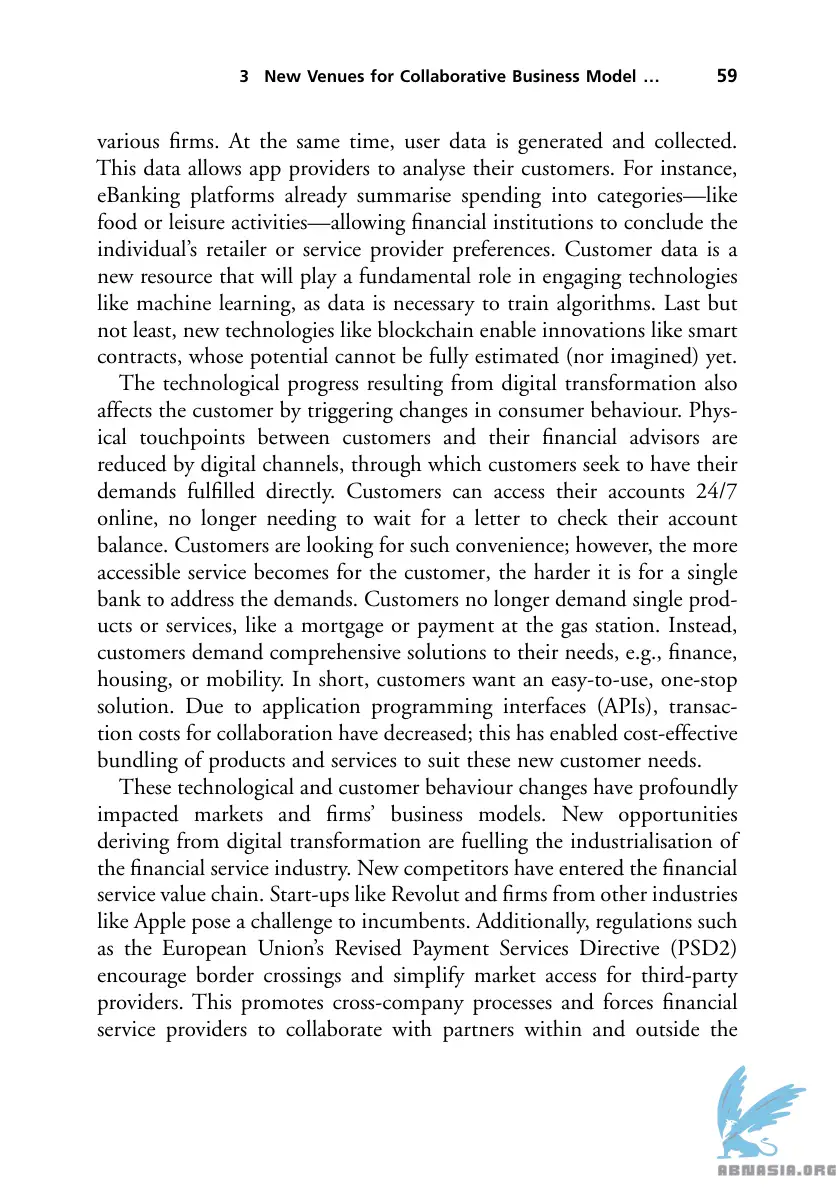 3 New Venues for Collaborative Business Model … 59
various firms. At the same time, user data is generated and collected.
This data allows app providers to analyse their customers. For instance,
eBanking platforms already summarise spending into categories—like
food or leisure activities—allowing financial institutions to conclude the
individual’s retailer or service provider preferences. Customer data is a
new resource that will play a fundamental role in engaging technologies
like machine learning, as data is necessary to train algorithms. Last but
not least, new technologies like blockchain enable innovations like smart
contracts, whose potential cannot be fully estimated (nor imagined) yet.
The technological progress resulting from digital transformation also
affects the customer by triggering changes in consumer behaviour. Phys-
ical touchpoints between customers and their financial advisors are
reduced by digital channels, through which customers seek to have their
demands fulfilled directly. Customers can access their accounts 24/7
online, no longer needing to wait for a letter to check their account
balance. Customers are looking for such convenience; however, the more
accessible service becomes for the customer, the harder it is for a single
bank to address the demands. Customers no longer demand single prod-
ucts or services, like a mortgage or payment at the gas station. Instead,
customers demand comprehensive solutions to their needs, e.g., finance,
housing, or mobility. In short, customers want an easy-to-use, one-stop
solution. Due to application programming interfaces (APIs), transac-
tion costs for collaboration have decreased; this has enabled cost-effective
bundling of products and services to suit these new customer needs.
These technological and customer behaviour changes have profoundly
impacted markets and firms’ business models. New opportunities
deriving from digital transformation are fuelling the industrialisation of
the financial service industry. New competitors have entered the financial
service value chain. Start-ups like Revolut and firms from other industries
like Apple pose a challenge to incumbents. Additionally, regulations such
as the European Union’s Revised Payment Services Directive (PSD2)
encourage border crossings and simplify market access for third-party
providers. This promotes cross-company processes and forces financial
service providers to collaborate with partners within and outside the
ABNASIA.ORG